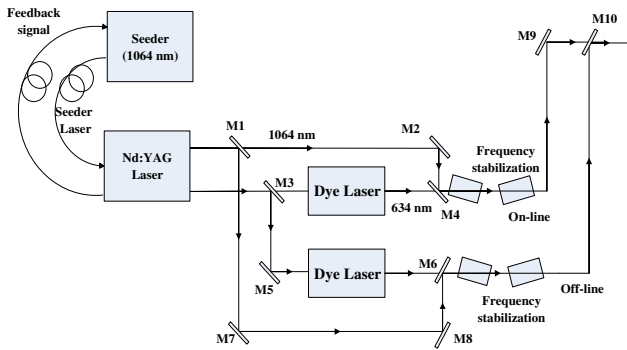 Feedback
signal
Seeder
(1064 nm)
Seeder
Laser
Nd:YAG
Laser
M1
1064 nm
M2
M9
M10
Frequency
stabilization
M3
Dye Laser
634 nm
M4
On-line
M5
Dye Laser
M6
Frequency
stabilization
Off-line
M7
M8